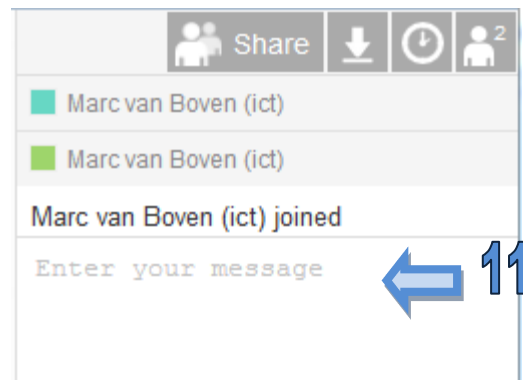 Share 2
Marc van Boven (ict)
Marc van Boven (ict)
Marc van Boven (ict) joined
Enter your message
11